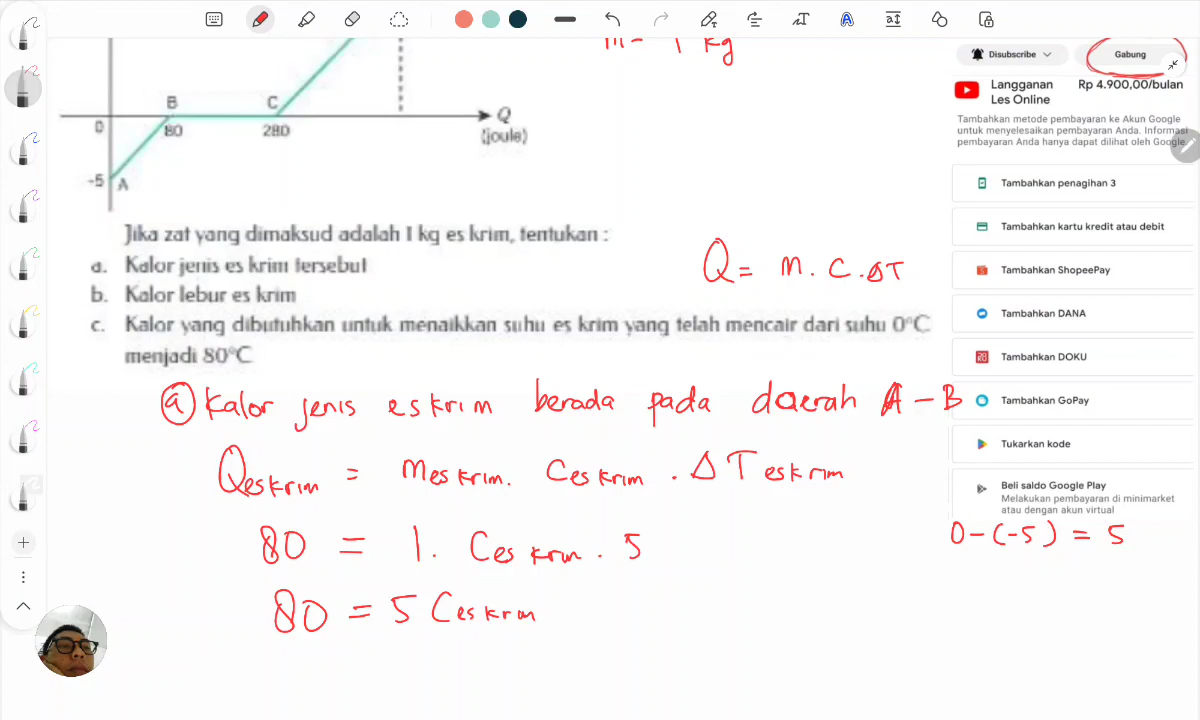 m= 1 kg
B
C
Q
0
80
280
(joule)
-5
A
Jika zat yang dimaksud adalah 1 kg es krim, tentukan :
a. Kalor jenis es krim tersebut
b. Kalor lebur es krim
c. Kalor yang dibutuhkan untuk menaikkan suhu es krim yang telah mencair dari suhu 0°C
menjadi 80°C
Q = m . C . ΔT
(a) Kalor jenis eskrim berada pada daerah A - B
Qeskrim = Meskrim . Ceskrim . ΔT eskrim
80 = 1 . Ceskrim . 5
80 = 5 Ceskrim
0 - (-5) = 5
Disubscribe
Gabung
Langganan
Les Online
Rp 4.900,00/bulan
Tambahkan metode pembayaran ke Akun Google
untuk menyelesaikan pembayaran Anda. Informasi
pembayaran Anda hanya dapat dilihat oleh Google.
Tambahkan penagihan 3
Tambahkan kartu kredit atau debit
Tambahkan ShopeePay
Tambahkan DANA
Tambahkan DOKU
Tambahkan GoPay
Tukarkan kode
Beli saldo Google Play
Melakukan pembayaran di minimarket
atau dengan akun virtual